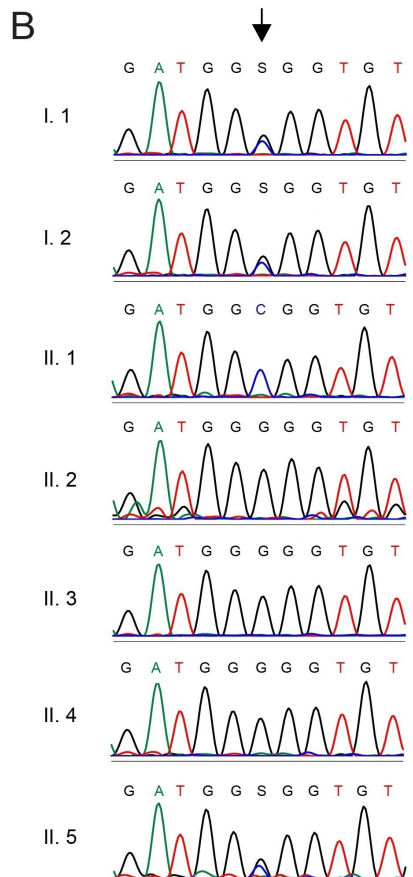 B
G A T G G S G G T G T
I. 1
G A T G G S G G T G T
I. 2
G A T G G C G G T G T
II. 1
G A T G G G G G T G T
II. 2
G A T G G G G G T G T
II. 3
G A T G G G G G T G T
II. 4
G A T G G S G G T G T
II. 5